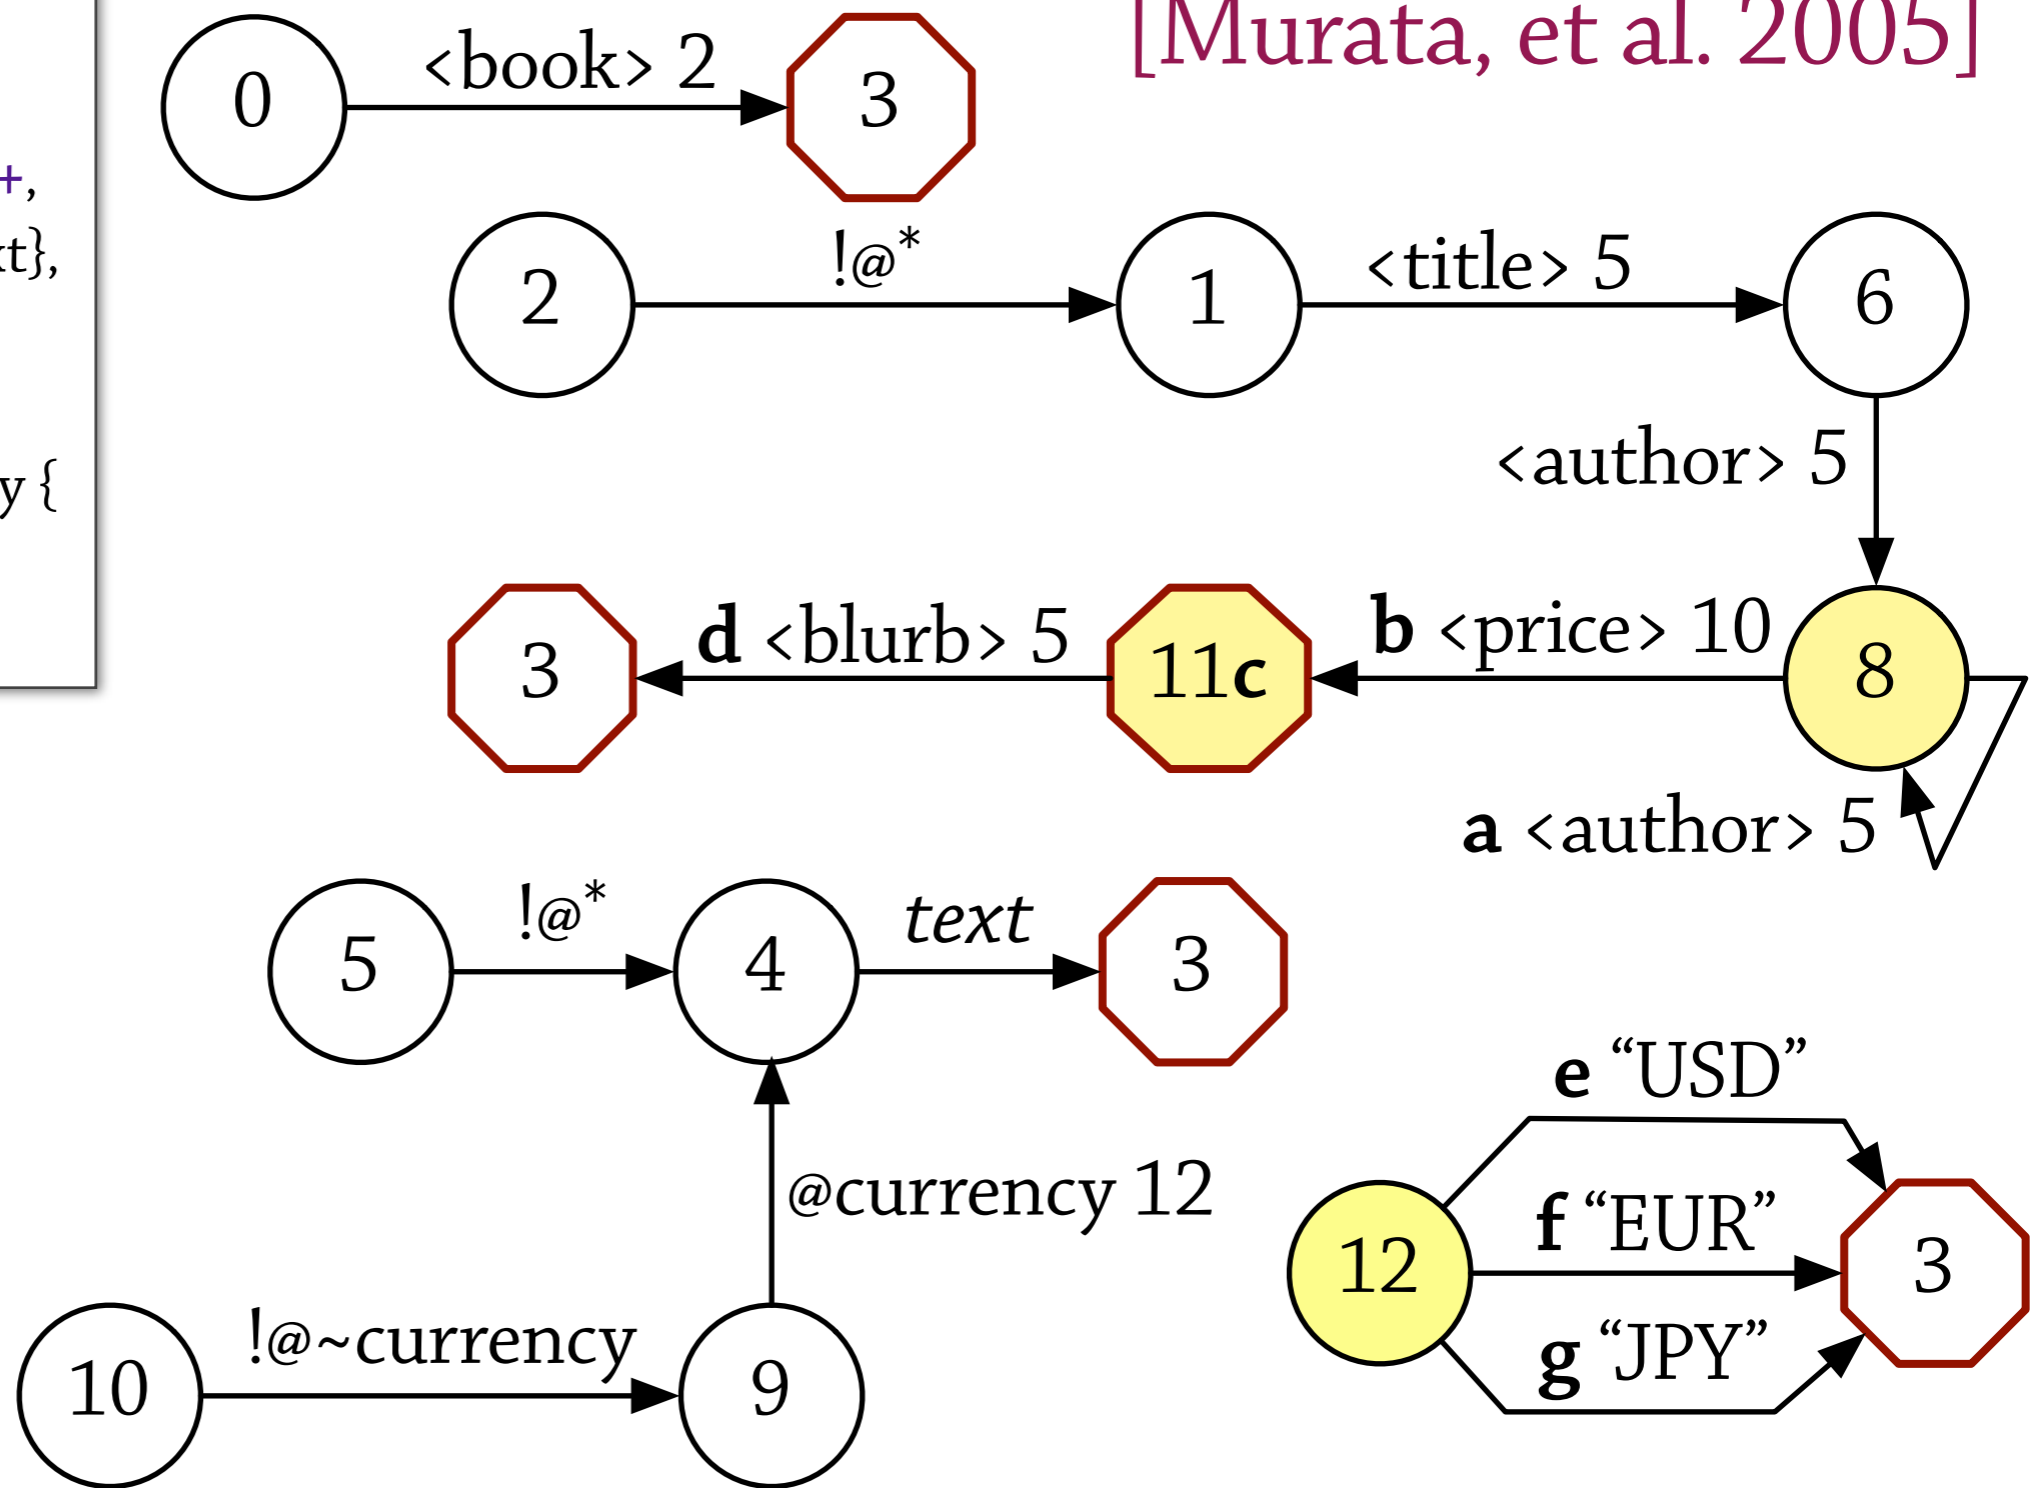 [Murata, et al. 2005]
0
<book> 2
3
+,
xt},
y {
2
!@*
1
<title> 5
6
<author> 5
3
d <blurb> 5
11c
b <price> 10
8
a <author> 5
5
!@*
4
text
3
@currency 12
e “USD”
12
f “EUR”
3
g “JPY”
10
!@~currency
9